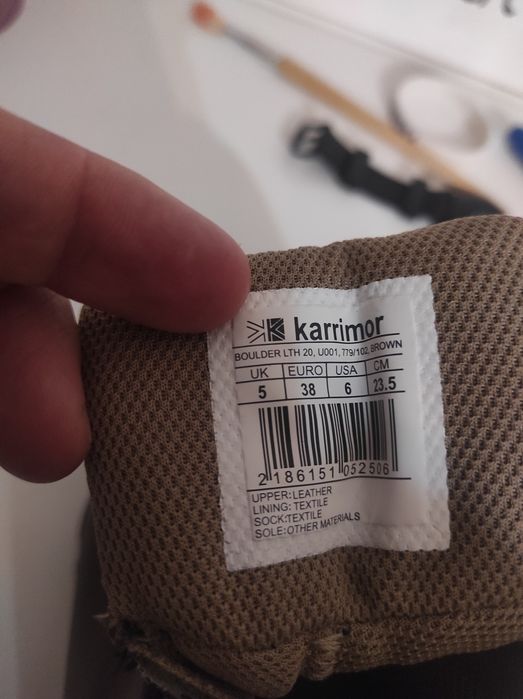 karrimor
BOULDER LTH 20, U001, 779/102, BROWN
UK EURO USA CM
5 38 6 23.5
2 186151 052506
UPPER: LEATHER
LINING: TEXTILE
SOCK:TEXTILE
SOLE: OTHER MATERIALS